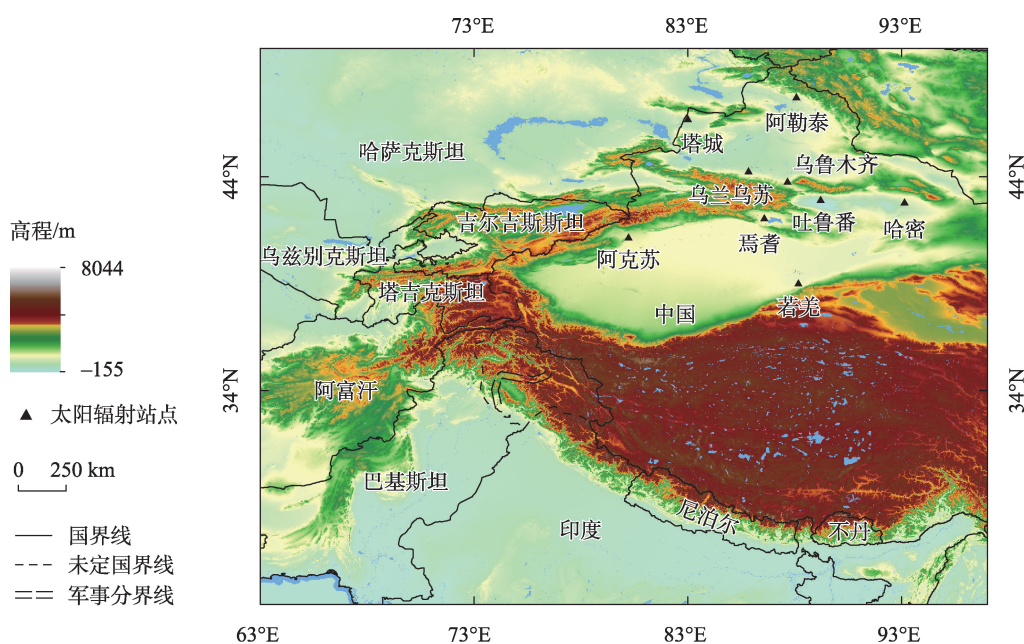 73°E 83°E 93°E
阿勒泰
塔城
哈萨克斯坦
乌鲁木齐
44°N 44°N
乌兰乌苏
吉尔吉斯斯坦 吐鲁番 哈密
高程/m
焉耆
乌兹别克斯坦 阿克苏
8044
塔吉克斯坦
若羌
中国
−155
阿富汗
34°N 34°N
太阳辐射站点
0 250 km
巴基斯坦
尼泊尔
印度 不丹
国界线
未定国界线
军事分界线
63°E 73°E 83°E 93°E